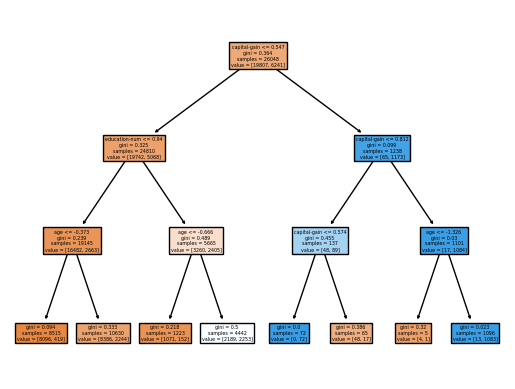 capital-gain <= 0.547
gini = 0.364
samples = 26048
value = [19807, 6241]
education-num <= 0.94
gini = 0.325
samples = 24810
value = [19742, 5068]
capital-gain <= 0.812
gini = 0.099
samples = 1238
value = [65, 1173]
age <= -0.373
gini = 0.239
samples = 19145
value = [16482, 2663]
age <= -0.666
gini = 0.489
samples = 5665
value = [3260, 2405]
capital-gain <= 0.574
gini = 0.455
samples = 137
value = [48, 89]
age <= -1.326
gini = 0.03
samples = 1101
value = [17, 1084]
gini = 0.094
samples = 8515
value = [8096, 419]
gini = 0.333
samples = 10630
value = [8386, 2244]
gini = 0.218
samples = 1223
value = [1071, 152]
gini = 0.5
samples = 4442
value = [2189, 2253]
gini = 0.0
samples = 72
value = [0, 72]
gini = 0.386
samples = 65
value = [48, 17]
gini = 0.32
samples = 5
value = [4, 1]
gini = 0.023
samples = 1096
value = [13, 1083]